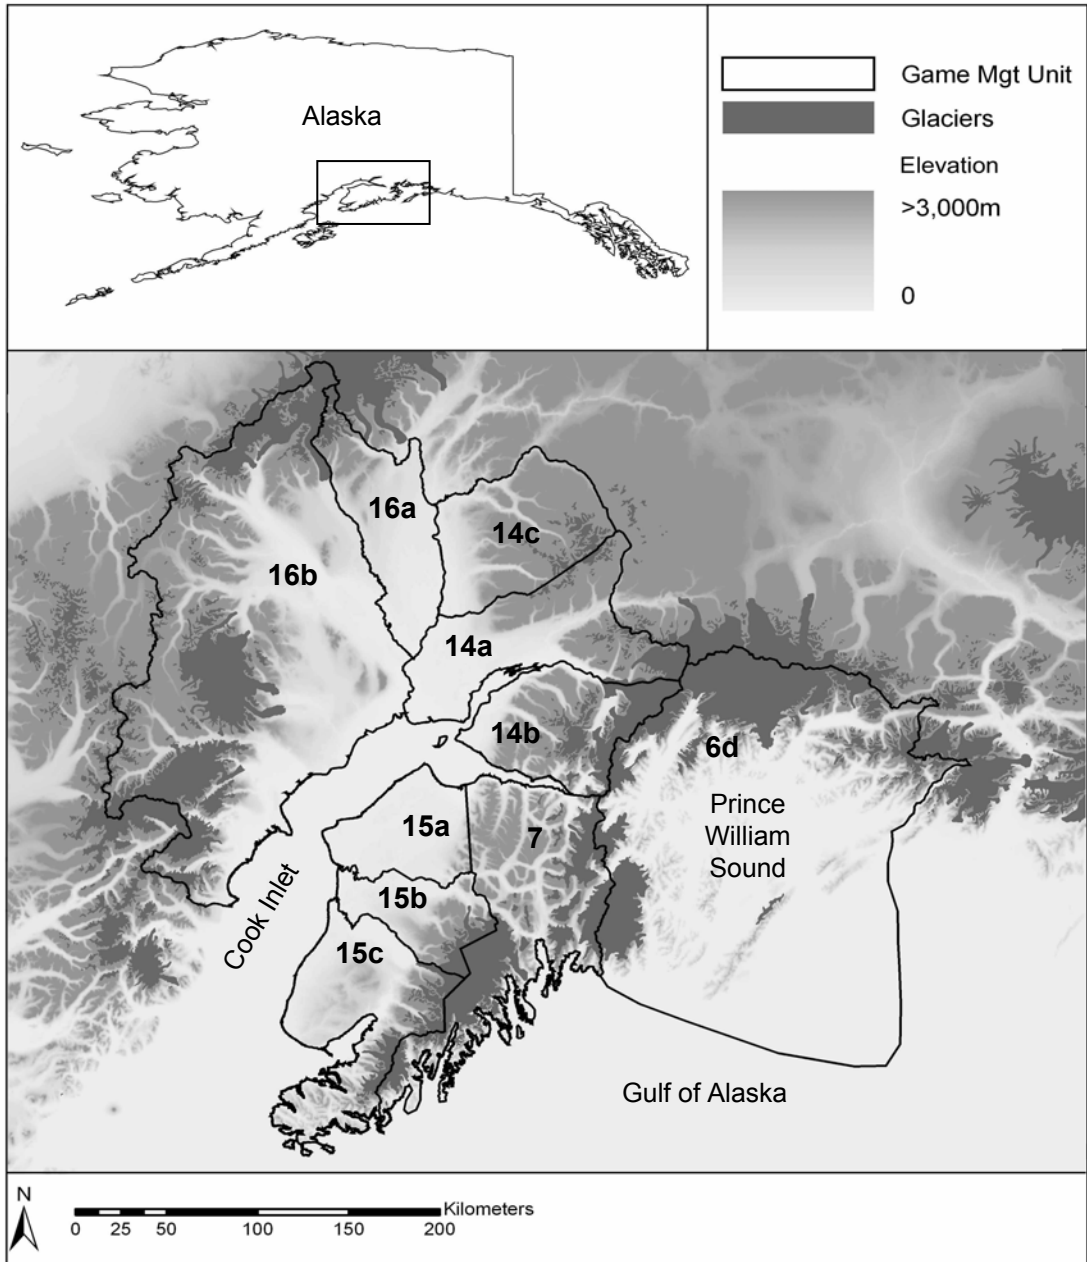 Alaska
Game Mgt Unit
Glaciers
Elevation
>3,000m
0
16a
14c
16b
14a
14b
6d
Prince
William
Sound
15a
7
15b
Cook Inlet
15c
Gulf of Alaska
N
Kilometers
0 25 50 100 150 200